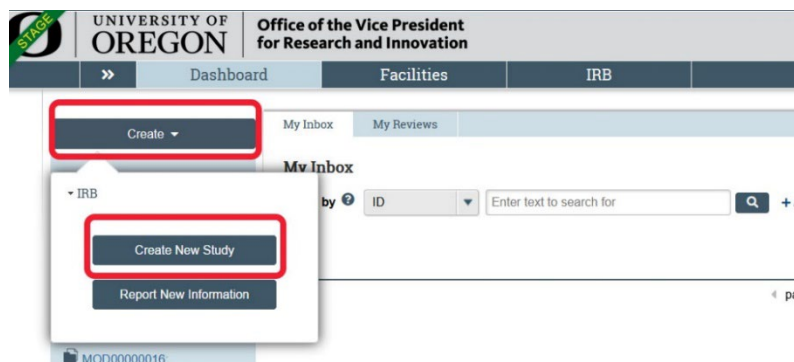 STAGE
UNIVERSITY OF
OREGON
Office of the Vice President
for Research and Innovation
» Dashboard Facilities IRB
Create
My Inbox My Reviews
My Inbox
IRB
by ? ID Enter text to search for +
Create New Study
Report New Information
MOD00000016: